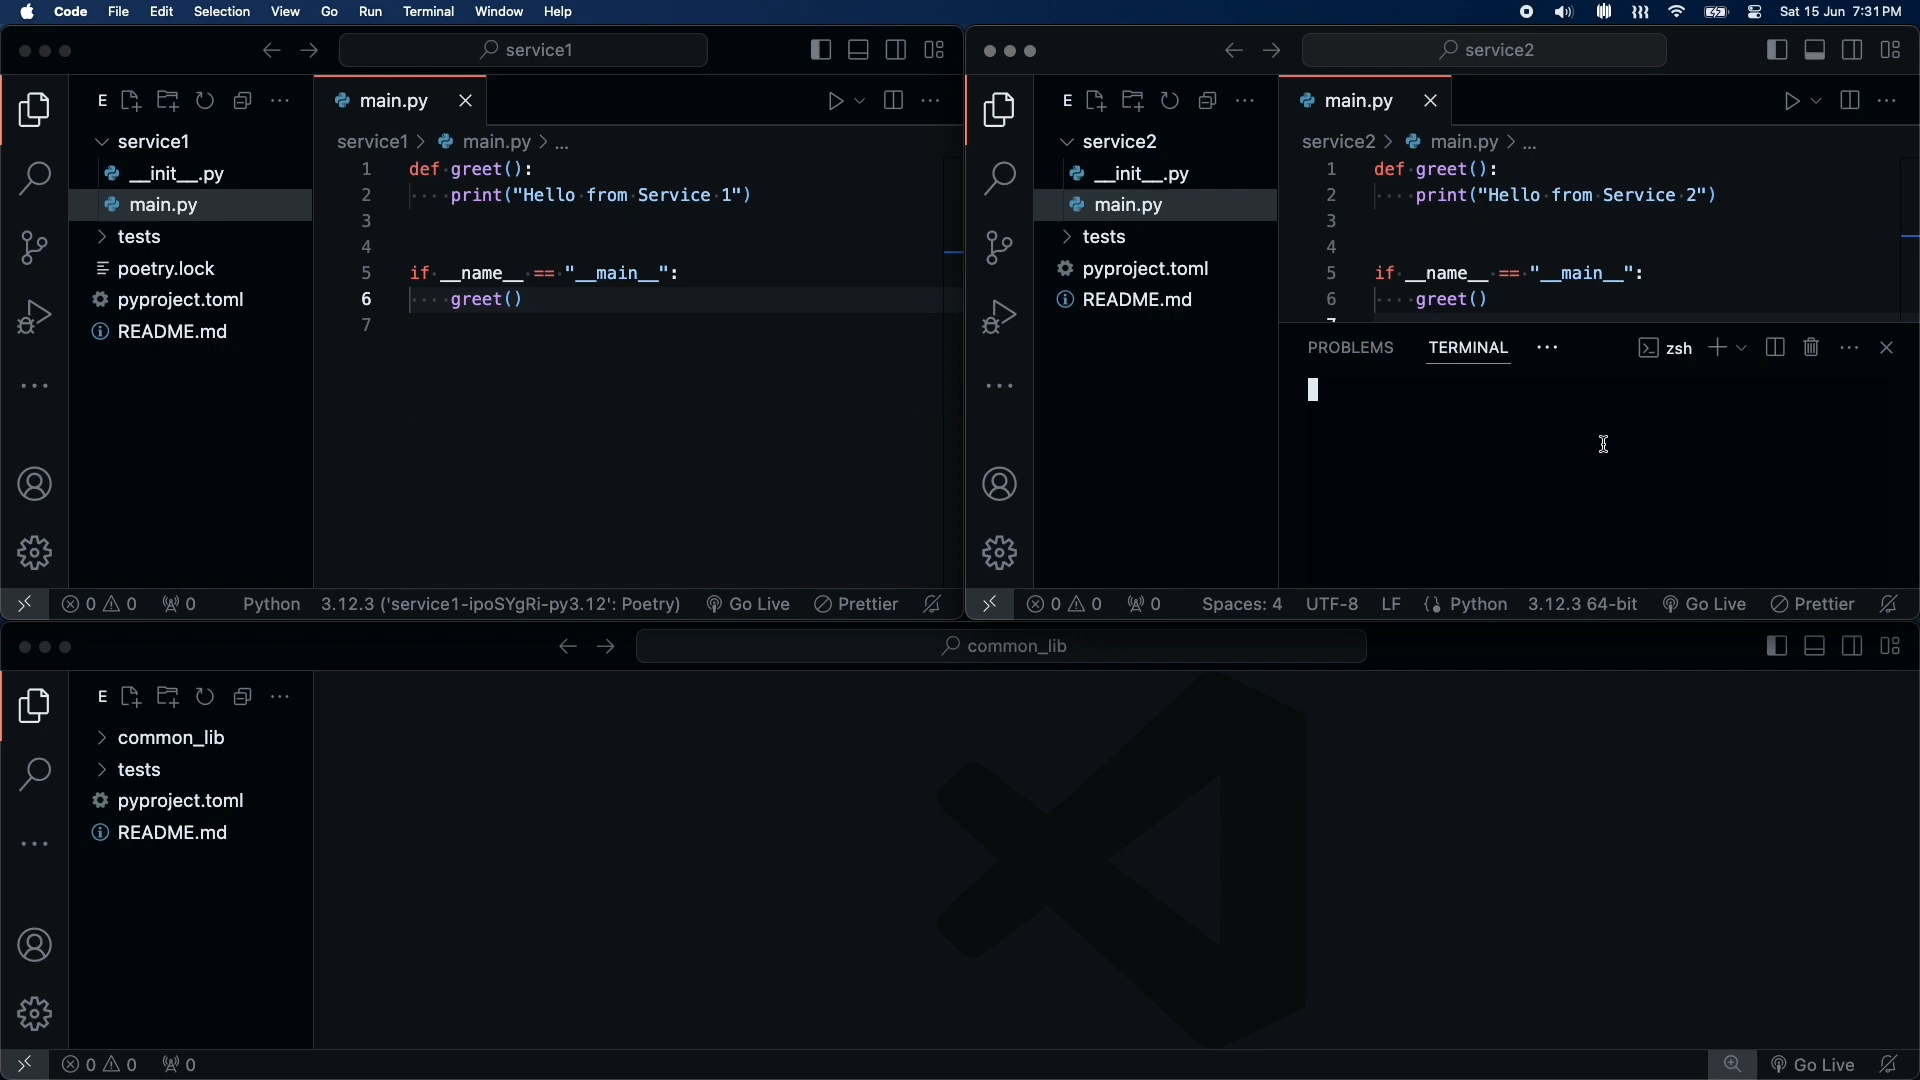 Code File Edit Selection View Go Run Terminal Window Help Sat 15 Jun 7:31 PM
service1
E
service1
__init__.py
main.py
tests
poetry.lock
pyproject.toml
README.md
main.py
service1 > main.py > ...
1 def greet():
2 ····print("Hello·from·Service·1")
3
4
5 if·__name__·==·"__main__":
6 ····greet()
7
0 0 0 Python 3.12.3 ('service1-ipoSYgRi-py3.12': Poetry) Go Live Prettier
service2
E
service2
__init__.py
main.py
tests
pyproject.toml
README.md
main.py
service2 > main.py > ...
1 def·greet():
2 ····print("Hello·from·Service·2")
3
4
5 if·__name__·==·"__main__":
6 ····greet()
7
PROBLEMS TERMINAL ··· zsh
0 0 0 Spaces: 4 UTF-8 LF Python 3.12.3 64-bit Go Live Prettier
common_lib
E
common_lib
tests
pyproject.toml
README.md
0 0 0 Go Live